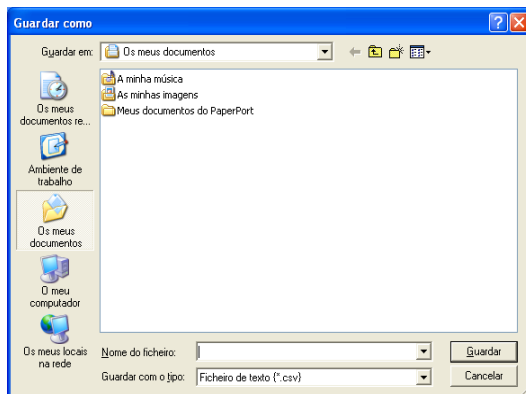 Guardar como
Guardar em:
Os meus documentos
Os meus
documentos re...
Ambiente de
trabalho
Os meus
documentos
O meu
computador
Os meus locais
na rede
A minha música
As minhas imagens
Meus documentos do PaperPort
Nome do ficheiro:
Guardar
Guardar com o tipo:
Ficheiro de texto {*.csv}
Cancelar